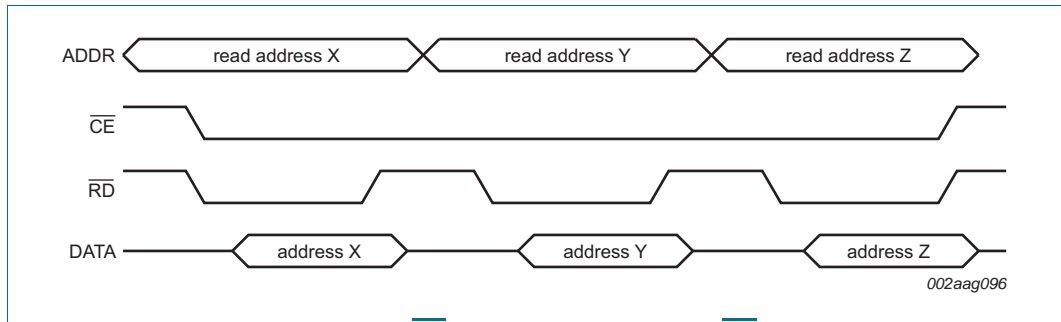 ADDR read address X read address Y read address Z
CE
RD
DATA address X address Y address Z
002aag096